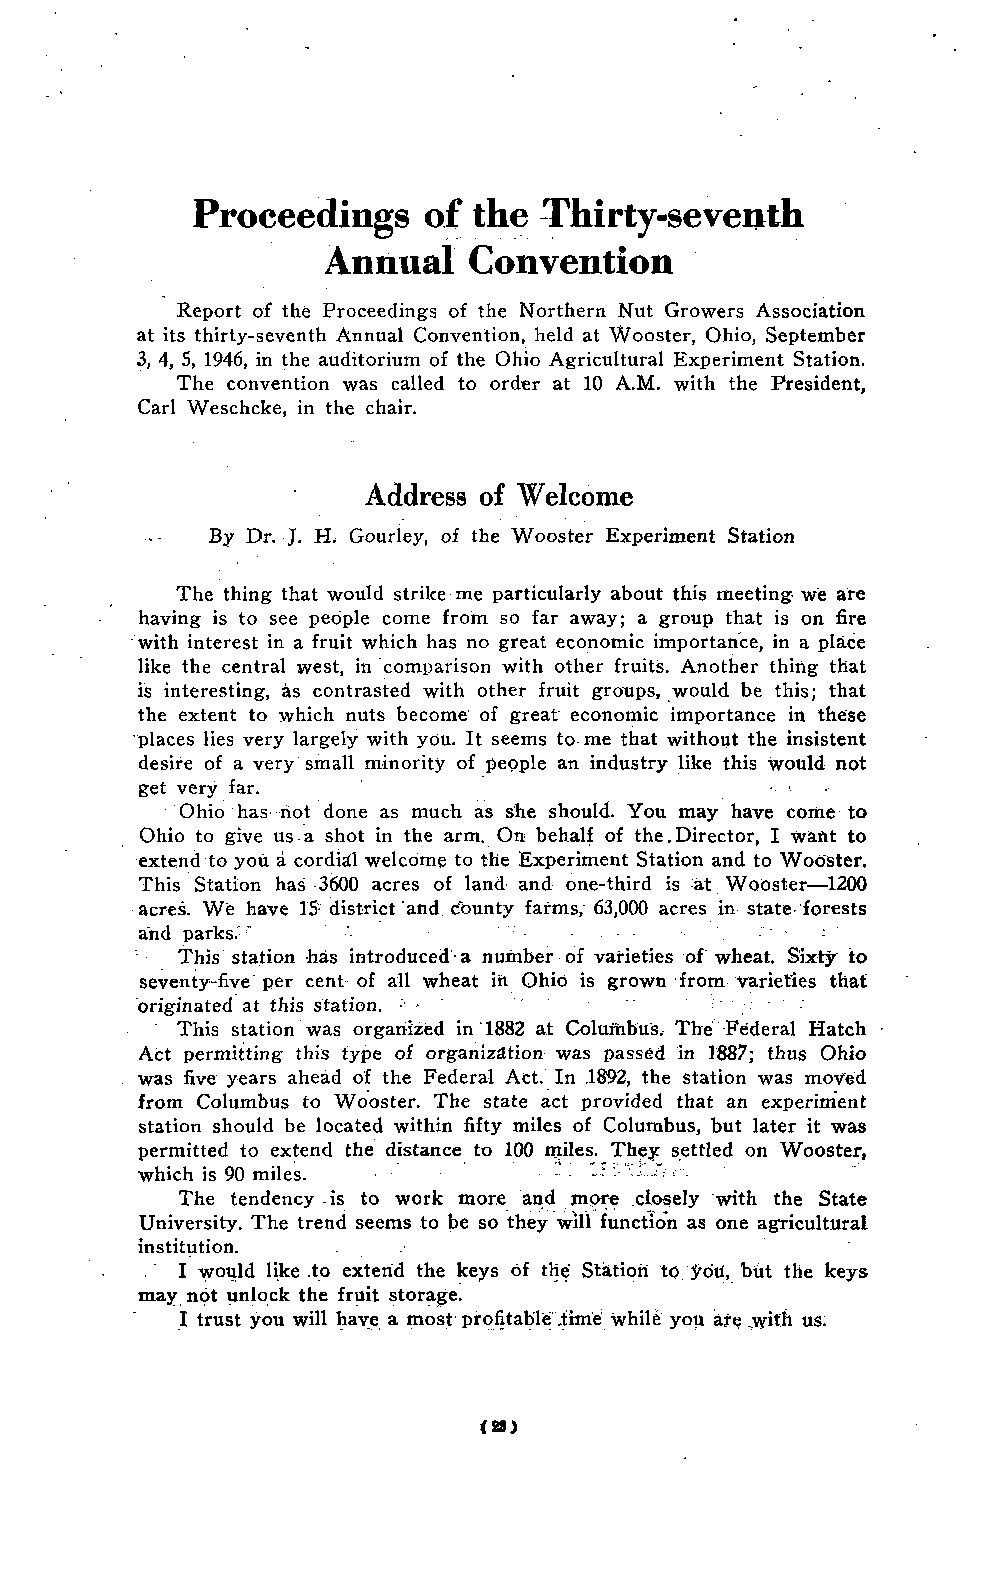 Proceedings of the Thirty-seventh
Annual Convention
Report of the Proceedings of the Northern Nut Growers Association
at its thirty-seventh Annual Convention, held at Wooster, Ohio, September
3, 4, 5, 1946, in the auditorium of the Ohio Agricultural Experiment Station.
The convention was called to order at 10 A.M. with the President,
Carl Weschcke, in the chair.
Address of Welcome
By Dr. J. H. Gourley, of the Wooster Experiment Station
The thing that would strike me particularly about this meeting we are
having is to see people come from so far away; a group that is on fire
with interest in a fruit which has no great economic importance, in a place
like the central west, in comparison with other fruits. Another thing that
is interesting, as contrasted with other fruit groups, would be this; that
the extent to which nuts become of great economic importance in these
places lies very largely with you. It seems to me that without the insistent
desire of a very small minority of people an industry like this would not
get very far.
Ohio has not done as much as she should. You may have come to
Ohio to give us a shot in the arm. On behalf of the Director, I want to
extend to you a cordial welcome to the Experiment Station and to Wooster.
This Station has 3600 acres of land and one-third is at Wooster—1200
acres. We have 15 district and county farms, 63,000 acres in state forests
and parks.
This station has introduced a number of varieties of wheat. Sixty to
seventy-five per cent of all wheat in Ohio is grown from varieties that
originated at this station.
This station was organized in 1882 at Columbus. The Federal Hatch
Act permitting this type of organization was passed in 1887; thus Ohio
was five years ahead of the Federal Act. In 1892, the station was moved
from Columbus to Wooster. The state act provided that an experiment
station should be located within fifty miles of Columbus, but later it was
permitted to extend the distance to 100 miles. They settled on Wooster,
which is 90 miles.
The tendency is to work more and more closely with the State
University. The trend seems to be so they will function as one agricultural
institution.
I would like to extend the keys of the Station to you, but the keys
may not unlock the fruit storage.
I trust you will have a most profitable time while you are with us.